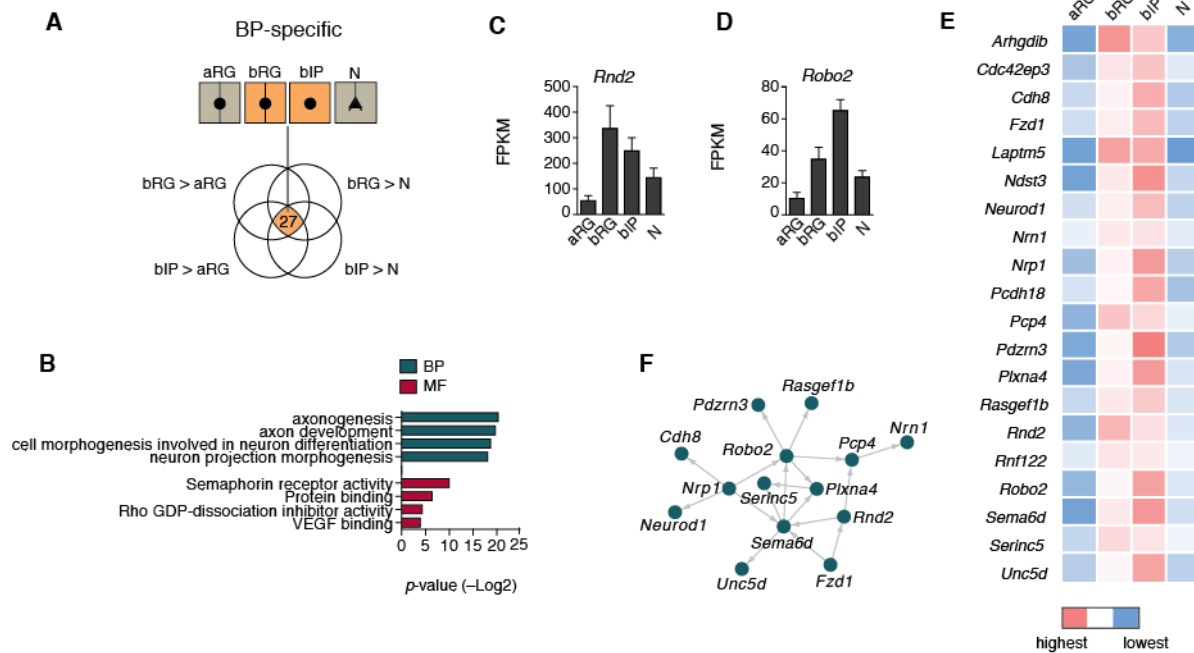 A
BP-specific
aRG bRG bIP N
bRG > aRG
bRG > N
27
bIP > aRG
bIP > N
B
BP
MF
axonogenesis
axon development
cell morphogenesis involved in neuron differentiation
neuron projection morphogenesis
Semaphorin receptor activity
Protein binding
Rho GDP-dissociation inhibitor activity
VEGF binding
0 5 10 15 20 25
p-value (–Log2)
C
Rnd2
FPKM
500
400
300
200
100
0
aRG bRG bIP N
D
Robo2
FPKM
80
60
40
20
0
aRG bRG bIP N
E
aRG bRG bIP N
Arhgdib
Cdc42ep3
Cdh8
Fzd1
Laptm5
Ndst3
Neurod1
Nrn1
Nrp1
Pcdh18
Pcp4
Pdzrn3
Plxna4
Rasgef1b
Rnd2
Rnf122
Robo2
Sema6d
Serinc5
Unc5d
highest lowest
F
Rasgef1b
Pdzrn3
Nrn1
Cdh8
Robo2
Pcp4
Nrp1
Serinc5
Plxna4
Neurod1
Rnd2
Sema6d
Unc5d
Fzd1